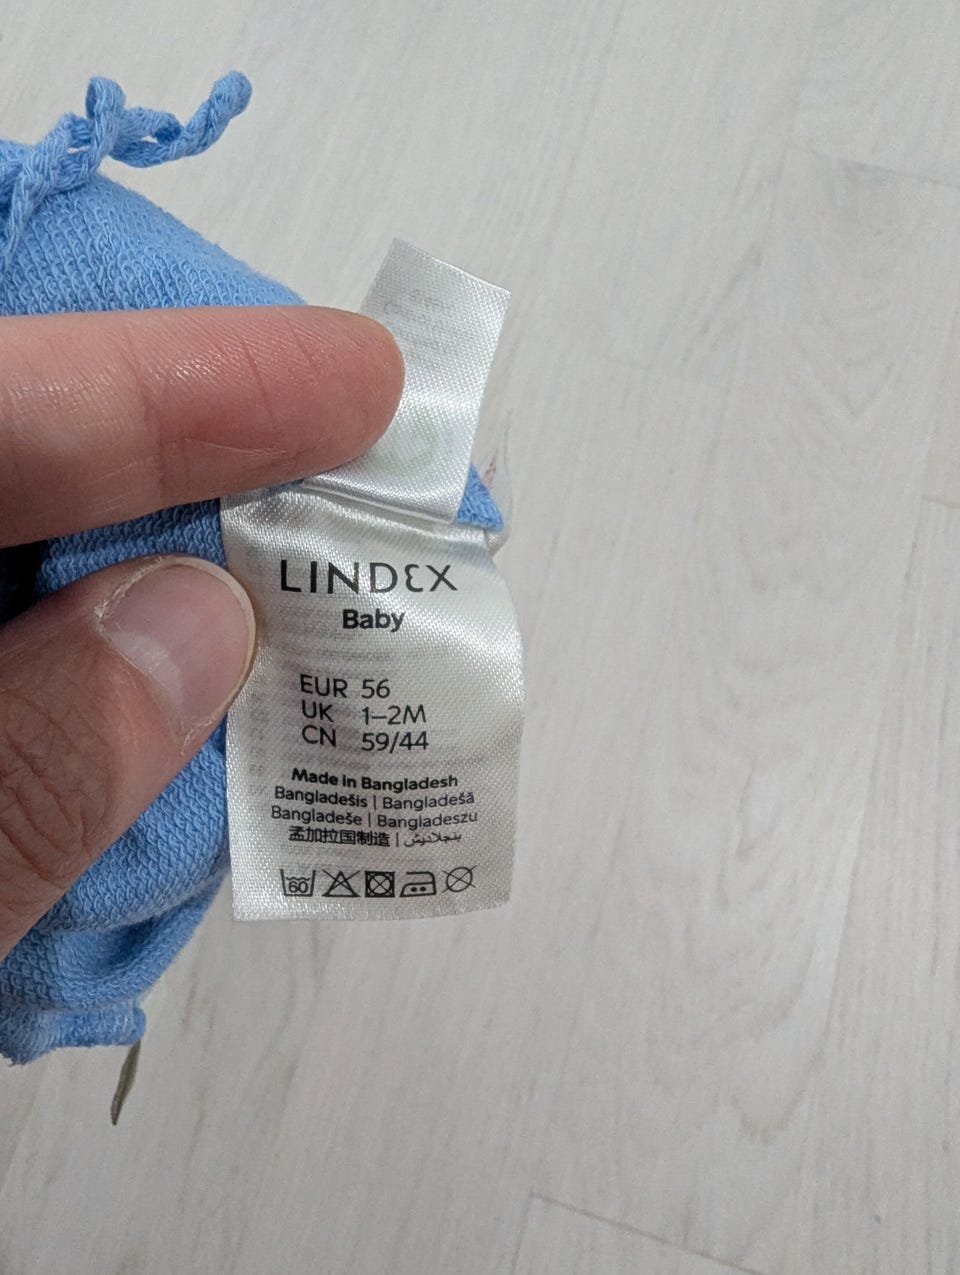 LINDEX
Baby
EUR 56
UK 1–2M
CN 59/44
Made in Bangladesh
Bangladešis | Bangladešā
Bangladeše | Bangladeszu
孟加拉国制造 | بنجلاديش
60